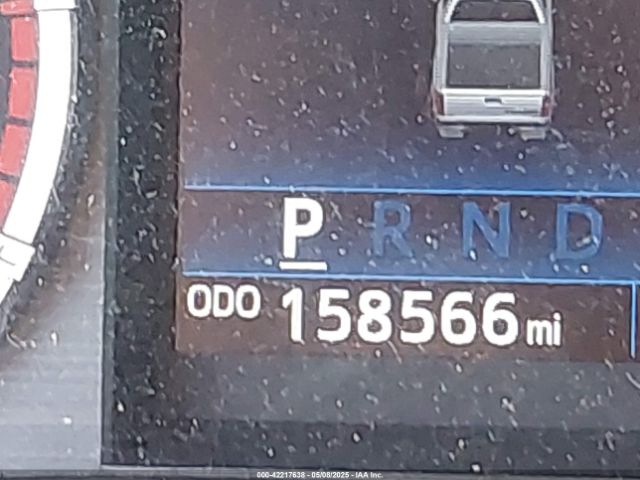 P R N D
ODO 158566 mi
000-42217638 - 05/08/2025 - IAA Inc.